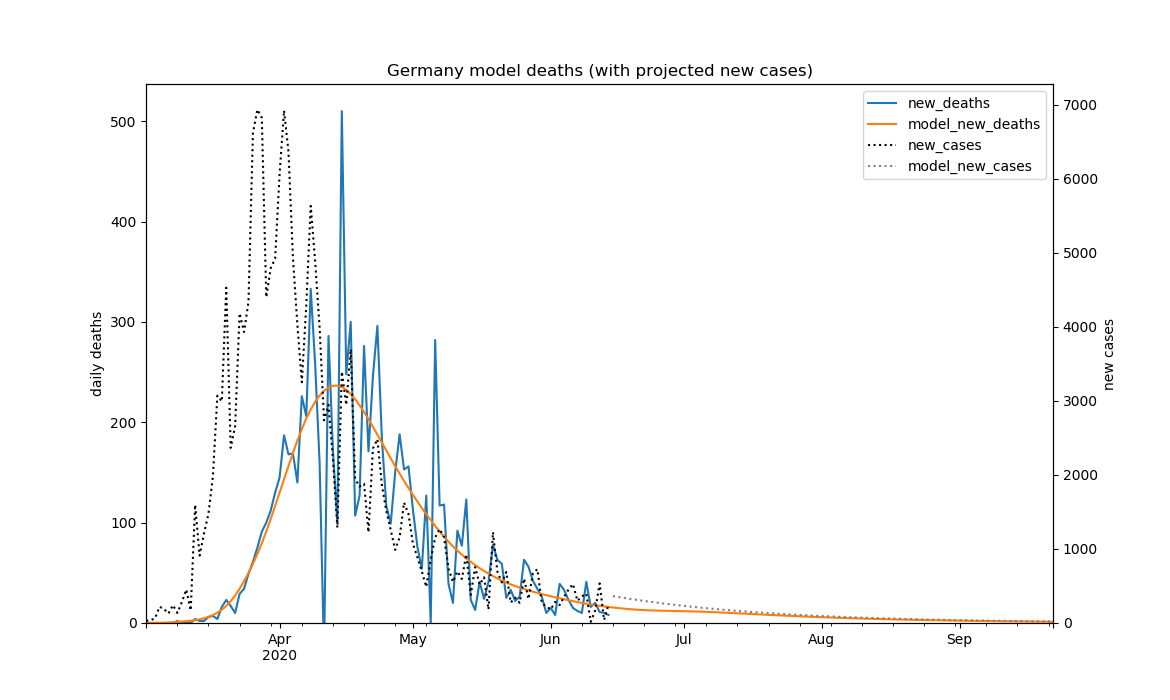 Germany model deaths (with projected new cases)
new_deaths
model_new_deaths
new_cases
model_new_cases
500
400
300
200
100
0
daily deaths
7000
6000
5000
4000
3000
2000
1000
0
new cases
Apr
2020
May
Jun
Jul
Aug
Sep